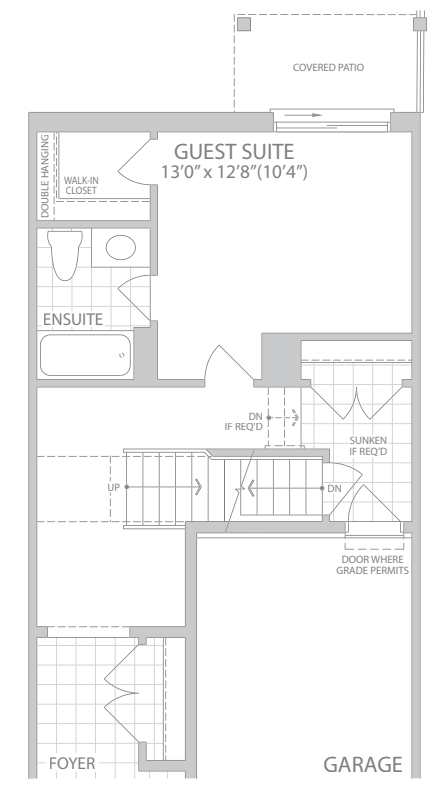 COVERED PATIO
DOUBLE HANGING
WALK-IN
CLOSET
GUEST SUITE
13'0" x 12'8"(10'4")
ENSUITE
DN
IF REQ'D
SUNKEN
IF REQ'D
UP
DN
DOOR WHERE
GRADE PERMITS
FOYER
GARAGE